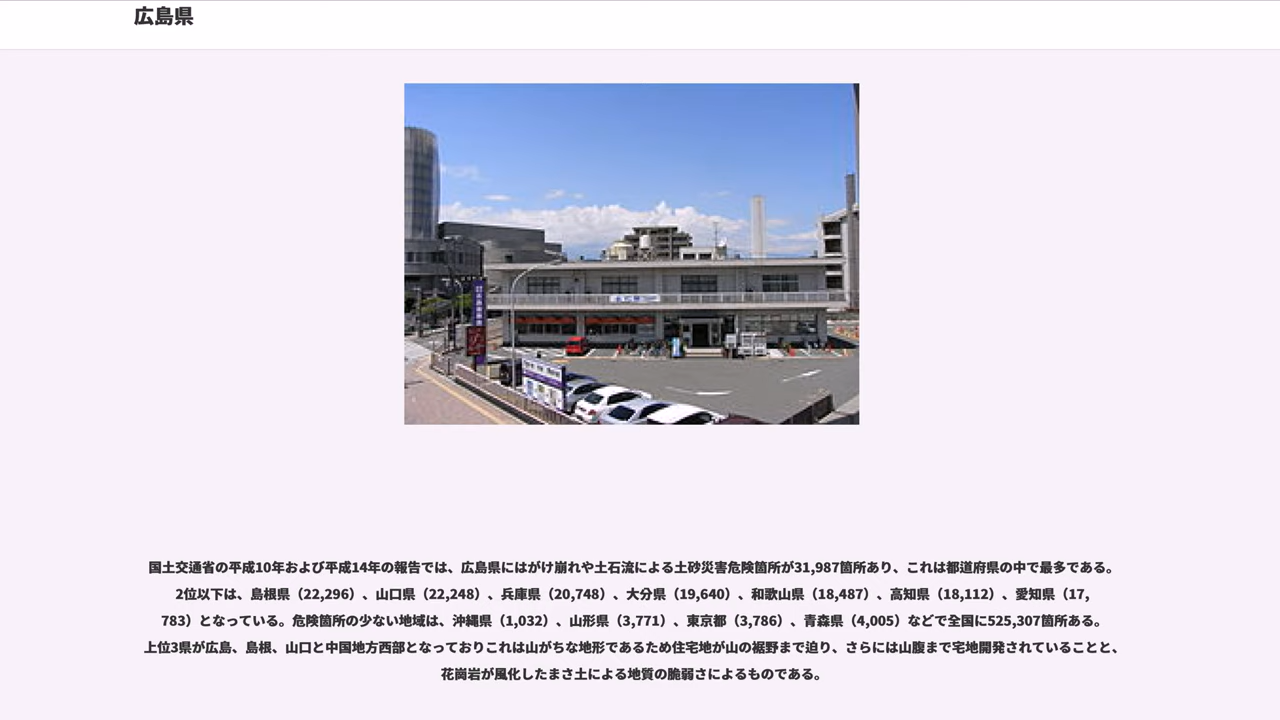 広島県
国土交通省の平成10年および平成14年の報告では、広島県にはがけ崩れや土石流による土砂災害危険箇所が31,987箇所あり、これは都道府県の中で最多である。
2位以下は、島根県（22,296）、山口県（22,248）、兵庫県（20,748）、大分県（19,640）、和歌山県（18,487）、高知県（18,112）、愛知県（17,
783）となっている。危険箇所の少ない地域は、沖縄県（1,032）、山形県（3,771）、東京都（3,786）、青森県（4,005）などで全国に525,307箇所ある。
上位3県が広島、島根、山口と中国地方西部となっておりこれは山がちな地形であるため住宅地が山の裾野まで迫り、さらには山腹まで宅地開発されていることと、
花崗岩が風化したまさ土による地質の脆弱さによるものである。